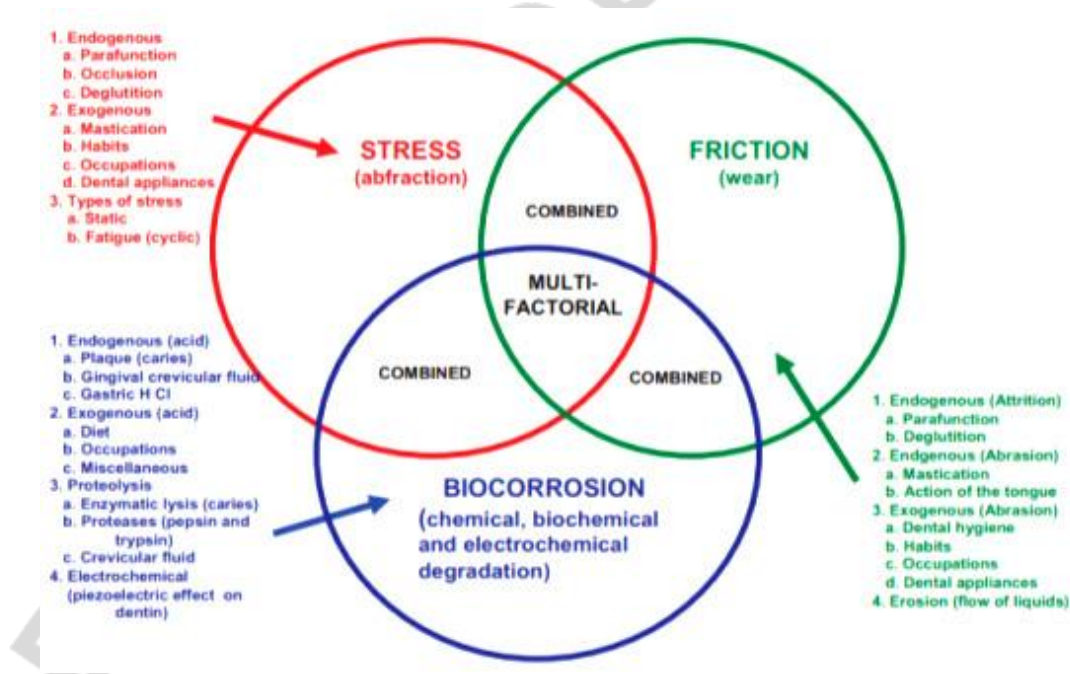 1. Endogenous
a. Parafunction
b. Occlusion
c. Deglutition
2. Exogenous
a. Mastication
b. Habits
c. Occupations
d. Dental appliances
3. Types of stress
a. Static
b. Fatigue (cyclic)
STRESS
(abfraction)
FRICTION
(wear)
COMBINED
MULTI-
FACTORIAL
COMBINED
COMBINED
1. Endogenous (acid)
a. Plaque (caries)
b. Gingival crevicular fluid
c. Gastric H Cl
2. Exogenous (acid)
a. Diet
b. Occupations
c. Miscellaneous
3. Proteolysis
a. Enzymatic lysis (caries)
b. Proteases (pepsin and
trypsin)
c. Crevicular fluid
4. Electrochemical
(piezoelectric effect on
dentin)
BIOCORROSION
(chemical, biochemical
and electrochemical
degradation)
1. Endogenous (Attrition)
a. Parafunction
b. Deglutition
2. Endgenous (Abrasion)
a. Mastication
b. Action of the tongue
3. Exogenous (Abrasion)
a. Dental hygiene
b. Habits
c. Occupations
d. Dental appliances
4. Erosion (flow of liquids)